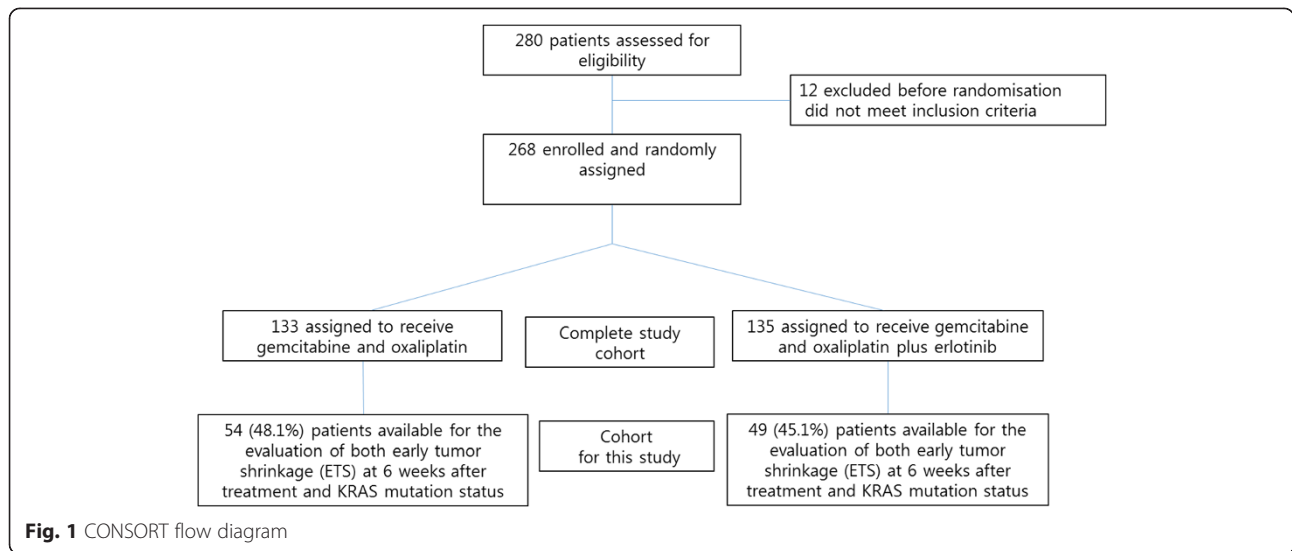 280 patients assessed for
eligibility
12 excluded before randomisation
did not meet inclusion criteria
268 enrolled and randomly
assigned
133 assigned to receive
gemcitabine and oxaliplatin
Complete study
cohort
135 assigned to receive gemcitabine
and oxaliplatin plus erlotinib
54 (48.1%) patients available for the
evaluation of both early tumor
shrinkage (ETS) at 6 weeks after
treatment and KRAS mutation status
Cohort
for this study
49 (45.1%) patients available for the
evaluation of both early tumor
shrinkage (ETS) at 6 weeks after
treatment and KRAS mutation status
Fig. 1 CONSORT flow diagram